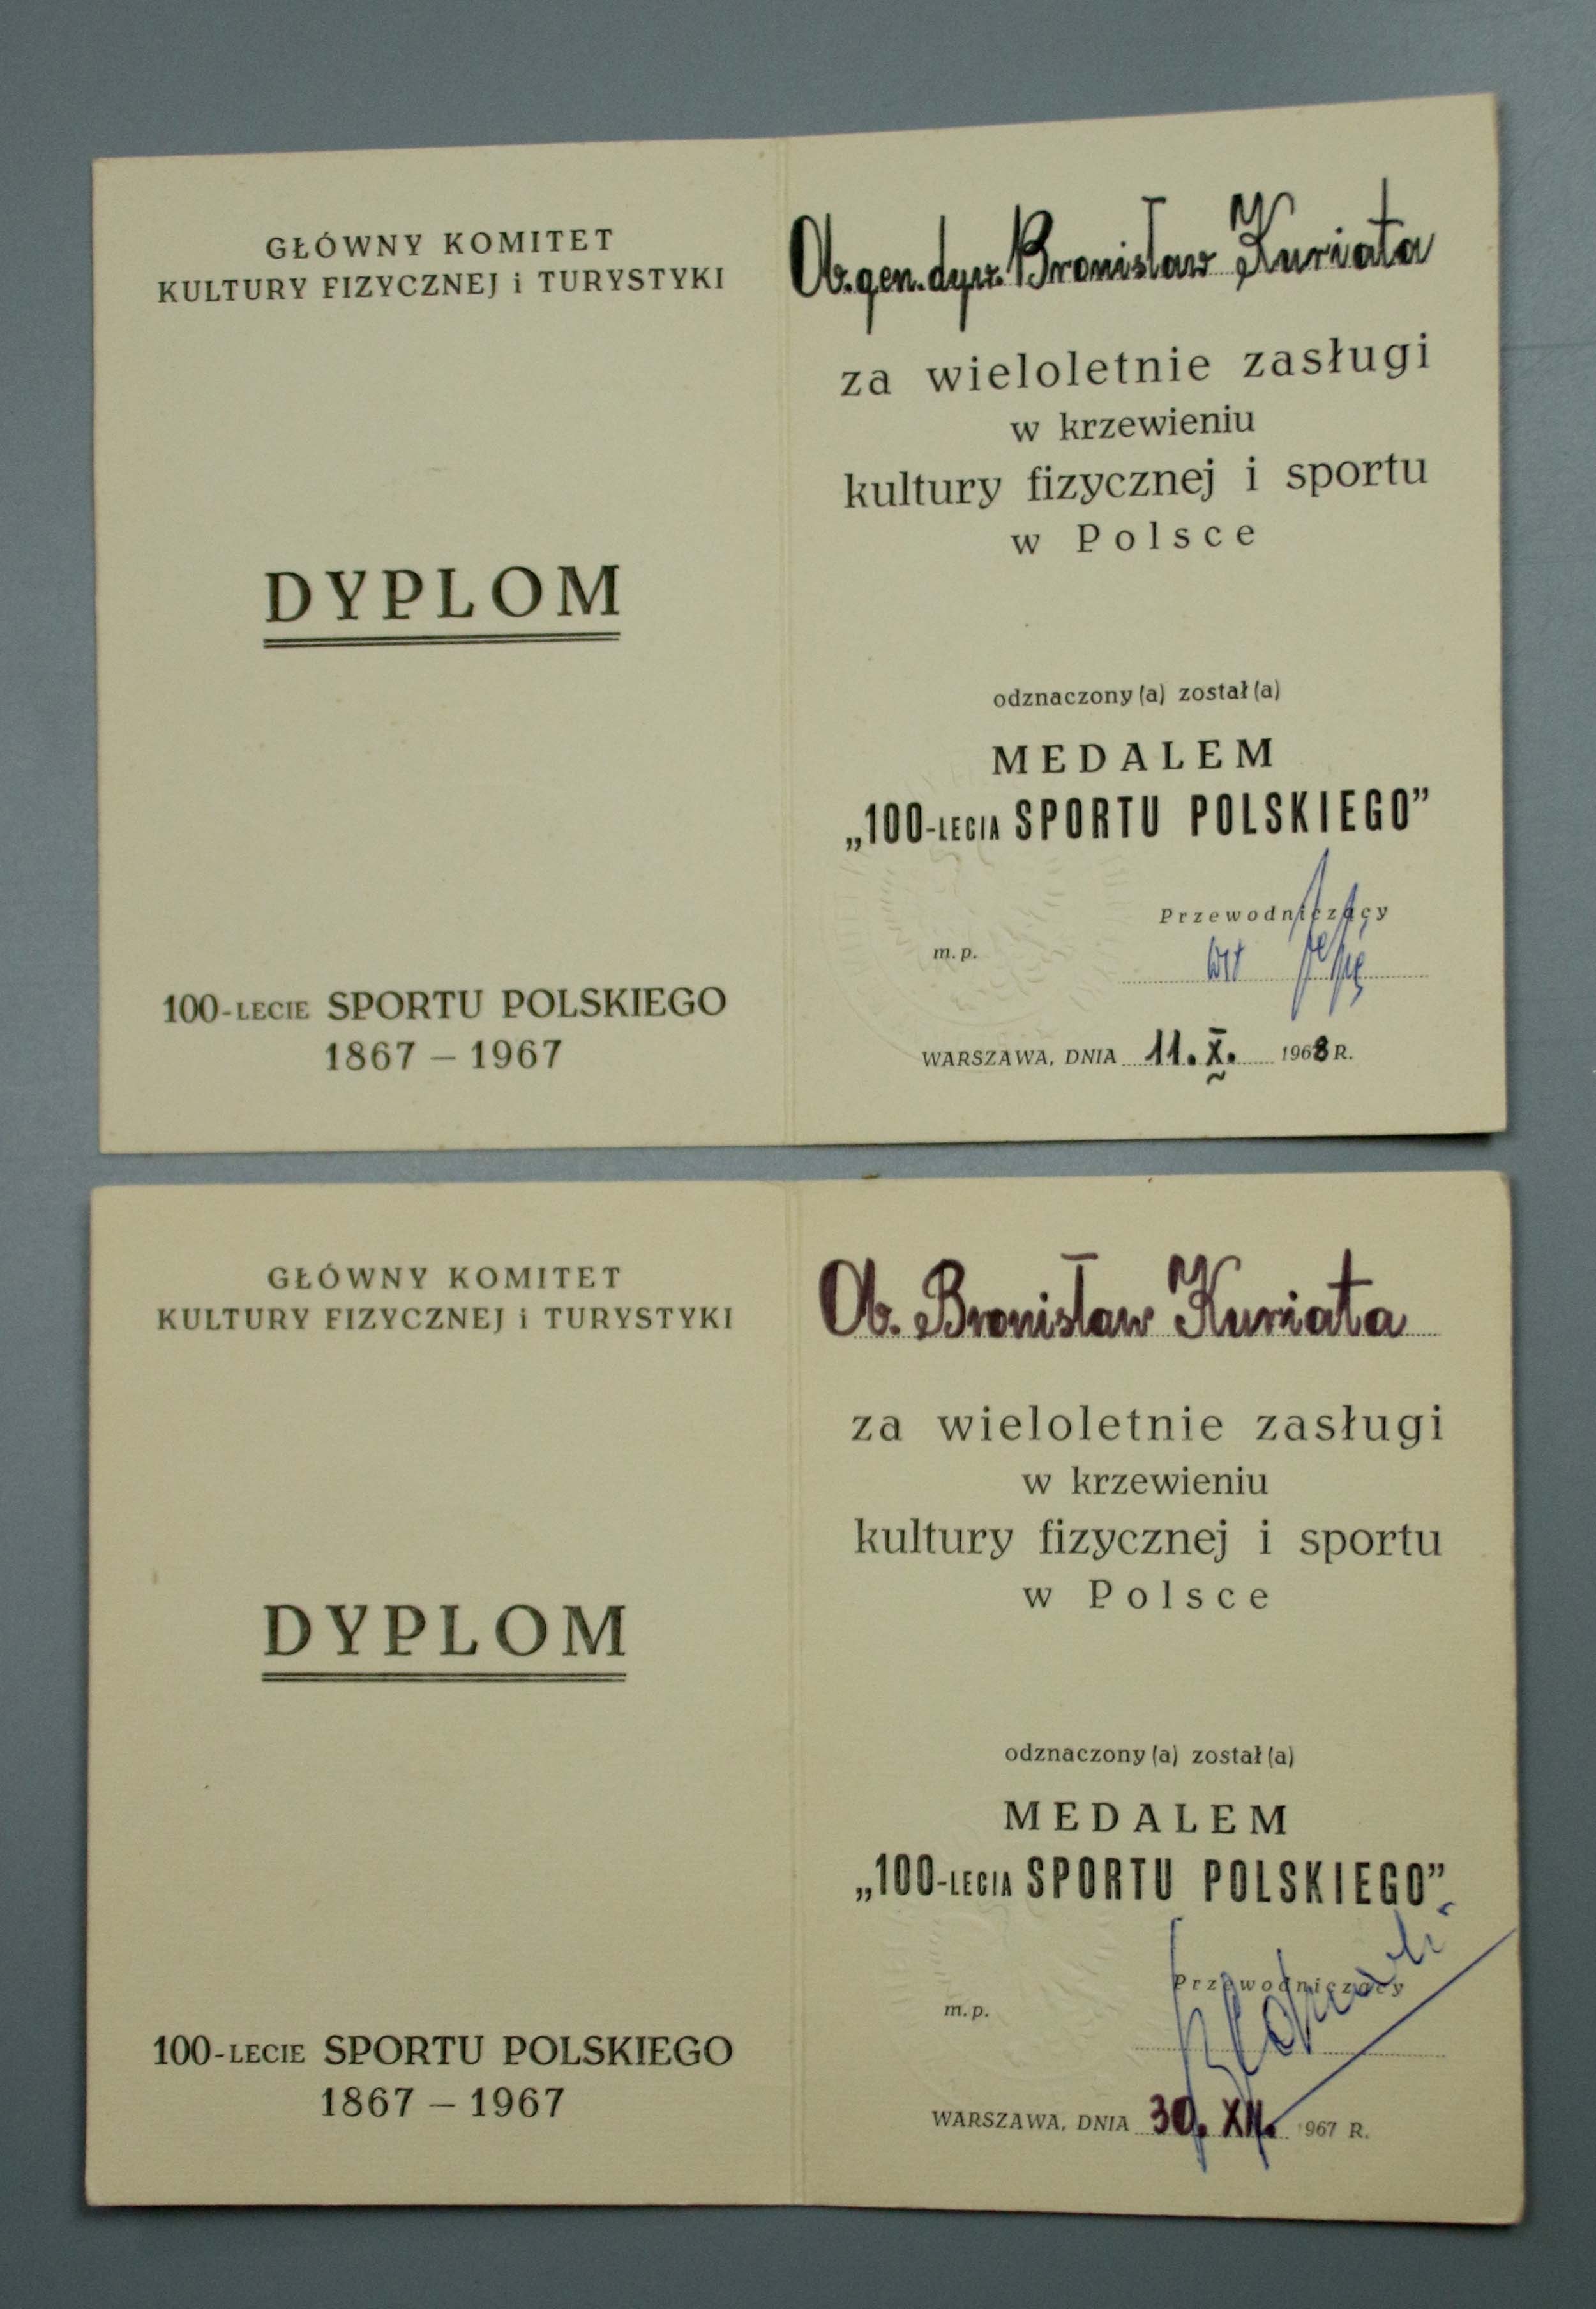 GŁÓWNY KOMITET
KULTURY FIZYCZNEJ i TURYSTYKI
DYPLOM
100-LECIE SPORTU POLSKIEGO
1867 – 1967
Ob. gen. dyw. Bronisław Kuriata
za wieloletnie zasługi
w krzewieniu
kultury fizycznej i sportu
w Polsce
odznaczony (a) został (a)
MEDALEM
„100-LECIA SPORTU POLSKIEGO”
Przewodniczący
m. p.
WARSZAWA, DNIA 11. X. 1968 R.
GŁÓWNY KOMITET
KULTURY FIZYCZNEJ i TURYSTYKI
DYPLOM
100-LECIE SPORTU POLSKIEGO
1867 – 1967
Ob. Bronisław Kuriata
za wieloletnie zasługi
w krzewieniu
kultury fizycznej i sportu
w Polsce
odznaczony (a) został (a)
MEDALEM
„100-LECIA SPORTU POLSKIEGO”
Przewodniczący
m. p.
WARSZAWA, DNIA 30. XII. 1967 R.